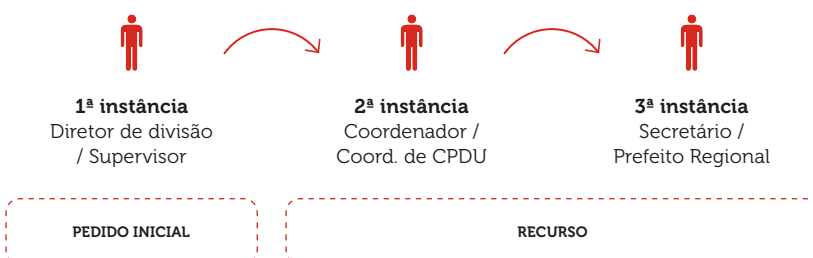 1ª instância
Diretor de divisão
/ Supervisor
2ª instância
Coordenador /
Coord. de CPDU
3ª instância
Secretário /
Prefeito Regional
PEDIDO INICIAL
RECURSO